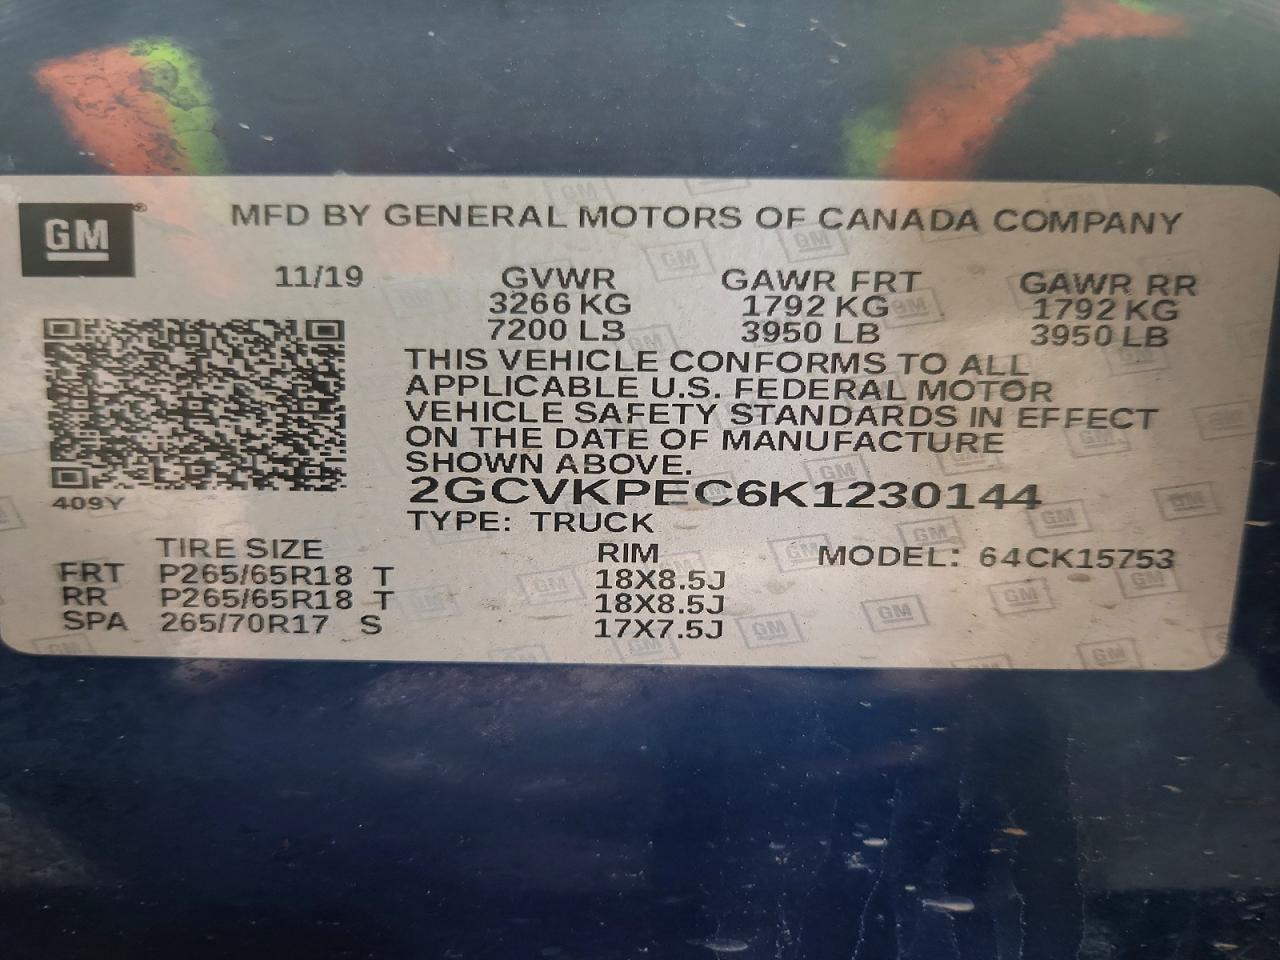 GM
MFD BY GENERAL MOTORS OF CANADA COMPANY
11/19 GVWR GAWR FRT GAWR RR
3266 KG 1792 KG 1792 KG
7200 LB 3950 LB 3950 LB
THIS VEHICLE CONFORMS TO ALL
APPLICABLE U.S. FEDERAL MOTOR
VEHICLE SAFETY STANDARDS IN EFFECT
ON THE DATE OF MANUFACTURE
SHOWN ABOVE.
409Y
2GCVKPEC6K1230144
TYPE: TRUCK
TIRE SIZE RIM MODEL: 64CK15753
FRT P265/65R18 T 18X8.5J
RR P265/65R18 T 18X8.5J
SPA 265/70R17 S 17X7.5J